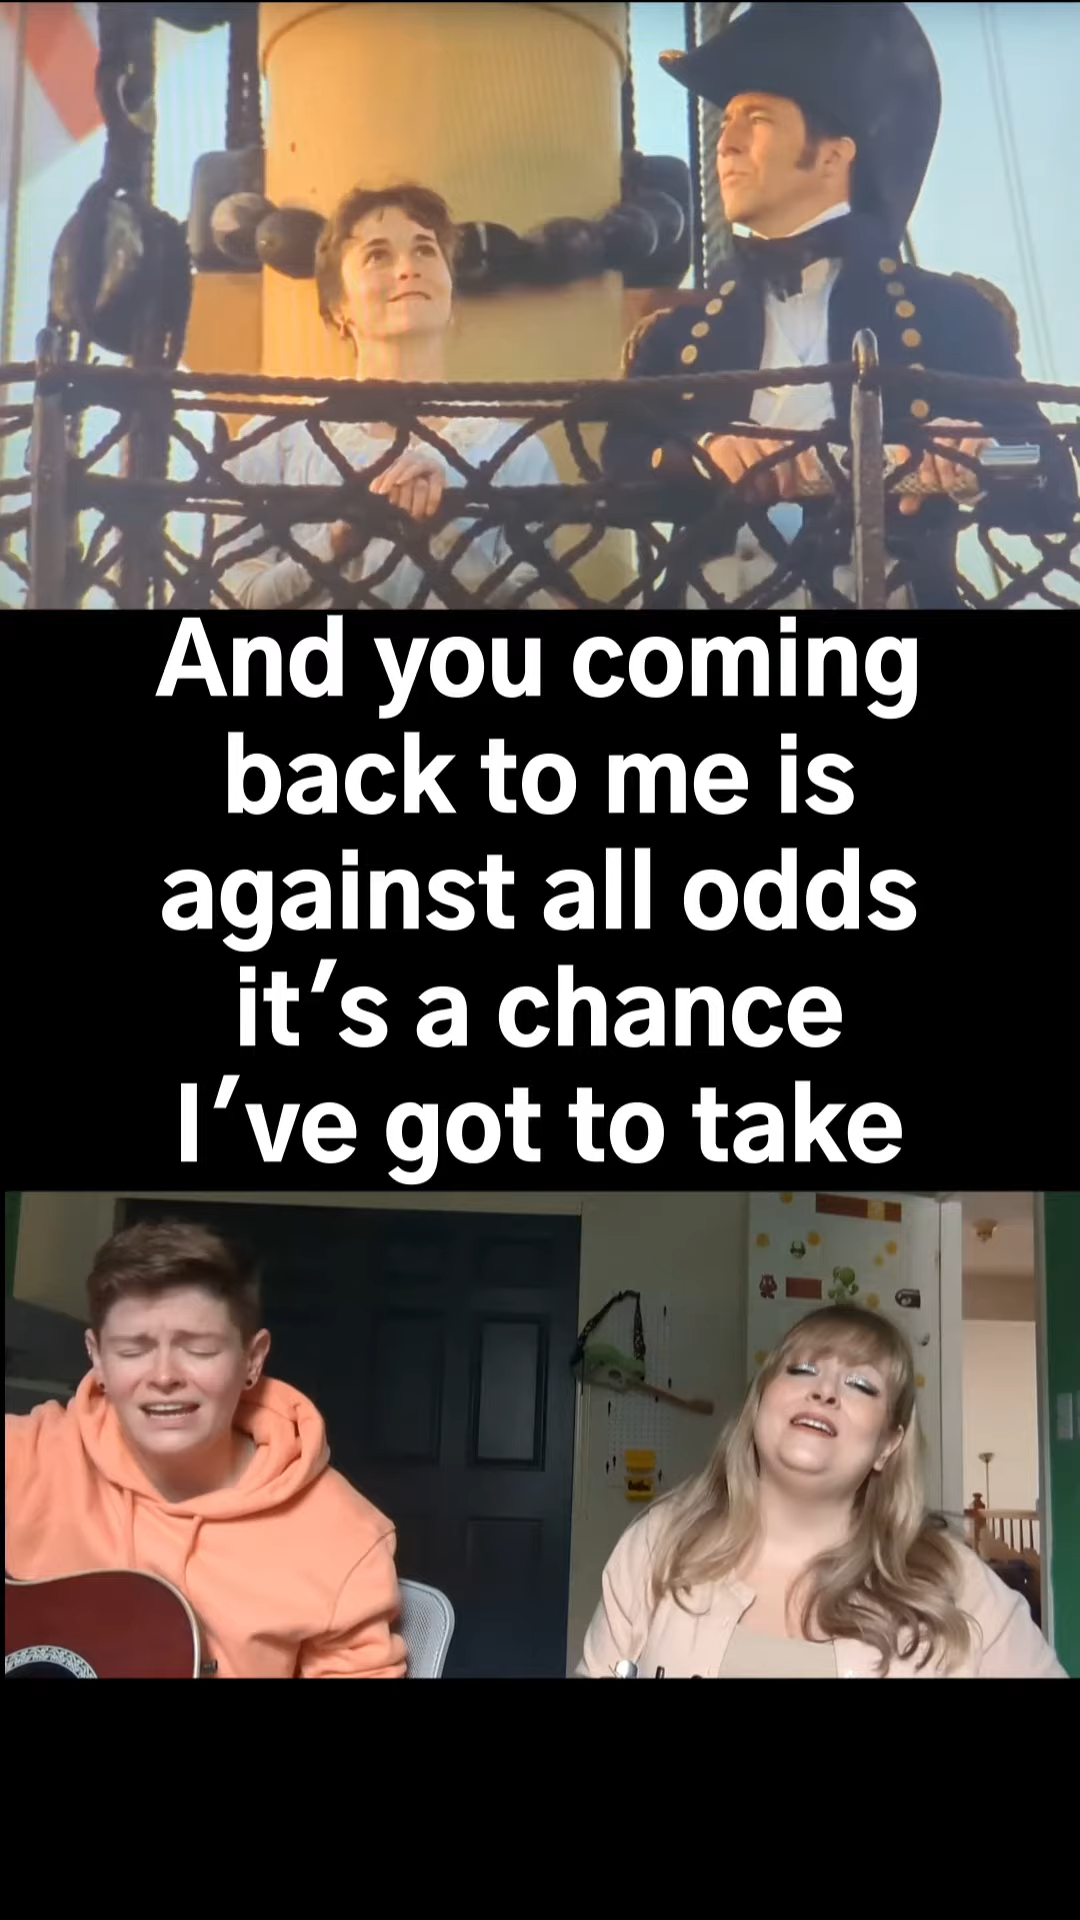 And you coming
back to me is
against all odds
it's a chance
I've got to take